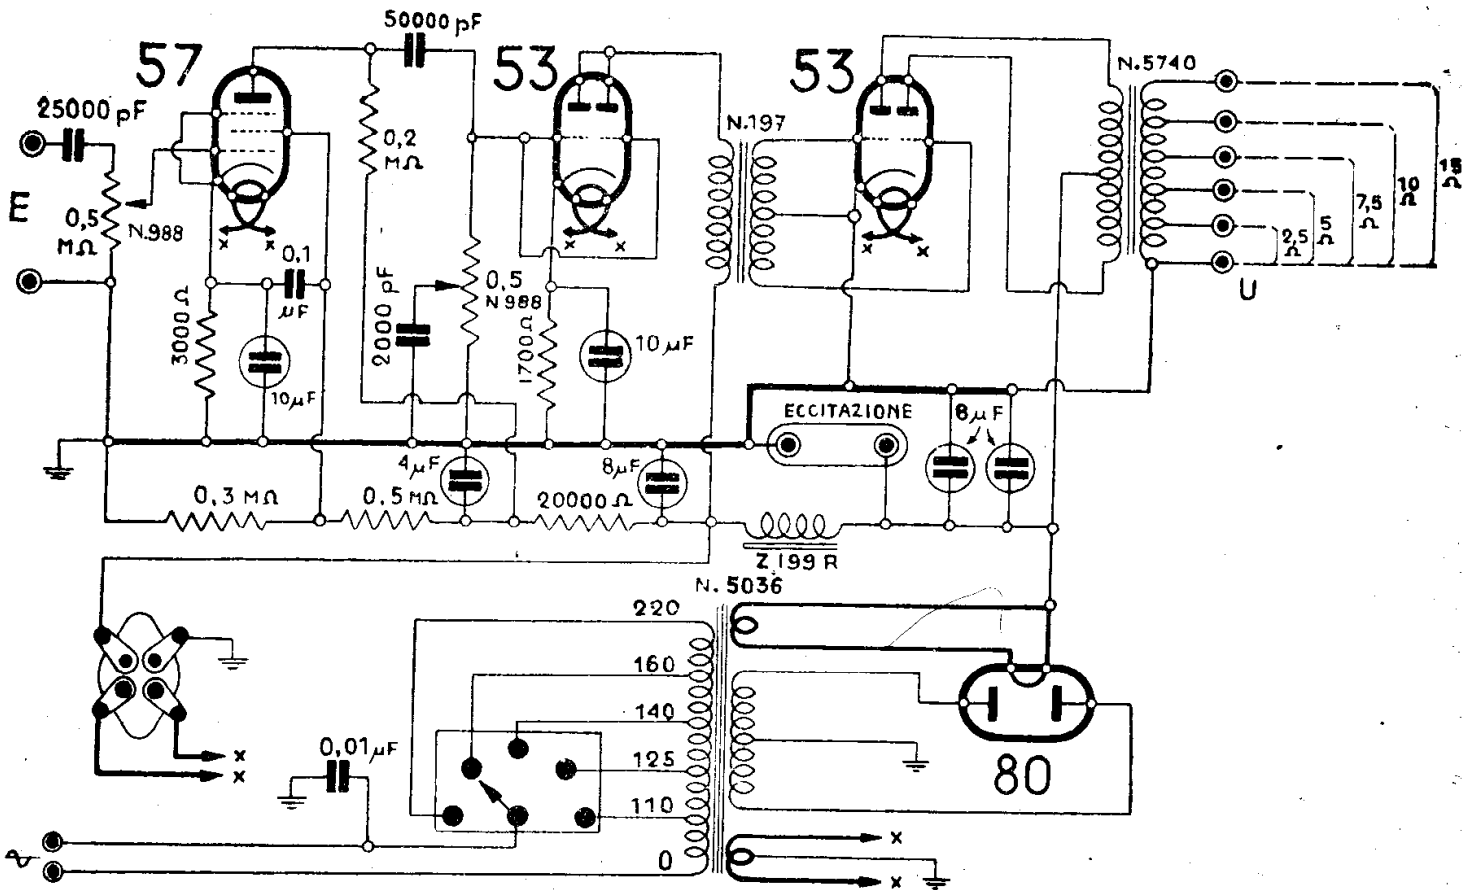 50000 pF
57
53
53
N.5740
25000 pF
N.197
0,2
MΩ
E
0,5
MΩ
N.988
15
Ω
10
Ω
7,5
Ω
5
Ω
2,5
Ω
U
x x
x x
x x
0,1
μF
3000 Ω
10μF
2000 pF
0,5
N 988
1700 Ω
10 μF
ECCITAZIONE
8μF
4μF
8μF
0,3 MΩ
0,5 MΩ
20000 Ω
Z 199 R
N. 5036
220
160
140
125
110
0
80
0,01 μF
x
x
x
x
~